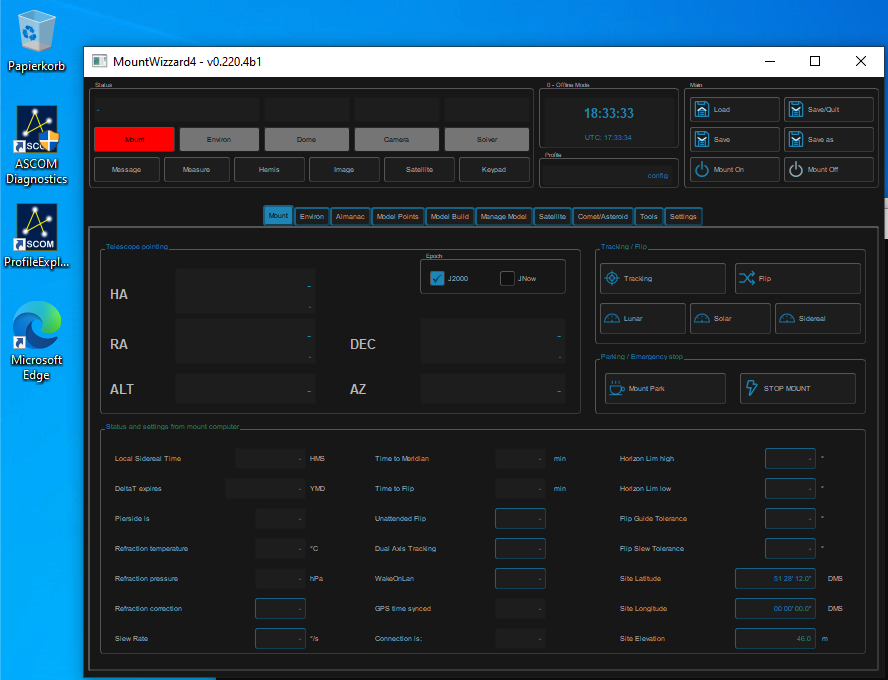 Papierkorb
ASCOM
ASCOM
Diagnostics
ASCOM
ProfileExpl...
Microsoft
Edge
MountWizzard4 - v0.220.4b1
Status
0 - Offline Mode
Main
-
18:33:33
UTC: 17:33:34
Load
Save/Quit
Mount
Environ
Dome
Camera
Solver
Save
Save as
Profile
Message
Measure
Hemis
Image
Satellite
Keypad
config
Mount On
Mount Off
Mount
Environ
Almanac
Model Points
Model Build
Manage Model
Satellite
Comet/Asteroid
Tools
Settings
Telescope pointing
Epoch
J2000
JNow
HA
-
-
RA
-
-
DEC
-
-
ALT
-
AZ
-
Tracking / Flip
Tracking
Flip
Lunar
Solar
Sidereal
Parking / Emergency stop
Mount Park
STOP MOUNT
Status and settings from mount computer
Local Sidereal Time - HMS
Time to Meridian - min
Horizon Lim high - °
DeltaT expires - YMD
Time to Flip - min
Horizon Lim low - °
Pierside is -
Unattended Flip -
Flip Guide Tolerance - °
Refraction temperature - °C
Dual Axis Tracking -
Flip Slew Tolerance - °
Refraction pressure - hPa
WakeOnLan -
Site Latitude 51 28' 12.0" DMS
Refraction correction -
GPS time synced -
Site Longitude 00 00' 00.0" DMS
Slew Rate - °/s
Connection is: -
Site Elevation 46.0 m